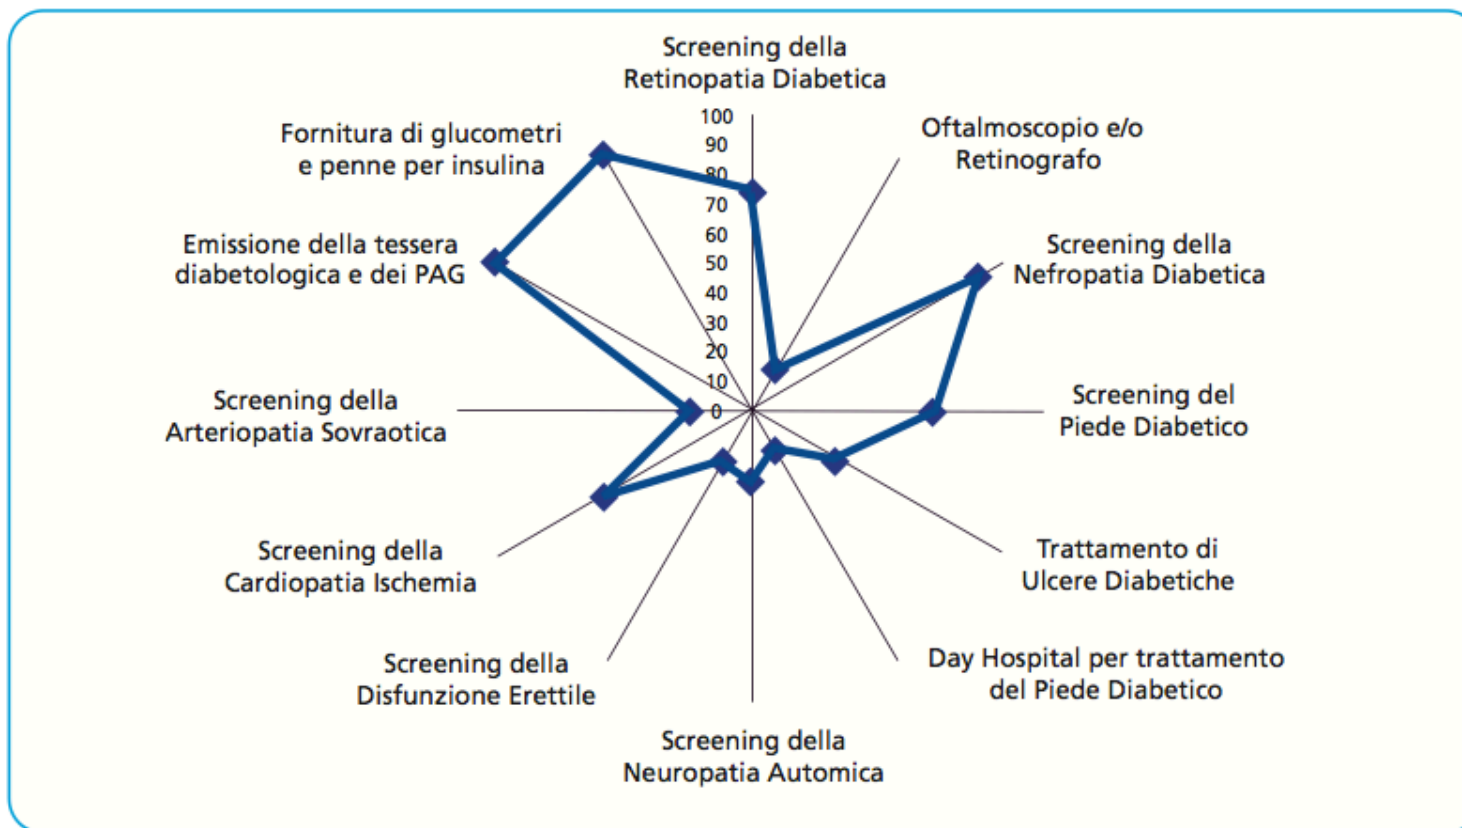 Screening della
Retinopatia Diabetica
Oftalmoscopio e/o
Retinografo
Screening della
Nefropatia Diabetica
Screening del
Piede Diabetico
Trattamento di
Ulcere Diabetiche
Day Hospital per trattamento
del Piede Diabetico
Screening della
Neuropatia Automica
Screening della
Disfunzione Erettile
Screening della
Cardiopatia Ischemia
Screening della
Arteriopatia Sovraotica
Emissione della tessera
diabetologica e dei PAG
Fornitura di glucometri
e penne per insulina
100
90
80
70
60
50
40
30
20
10
0